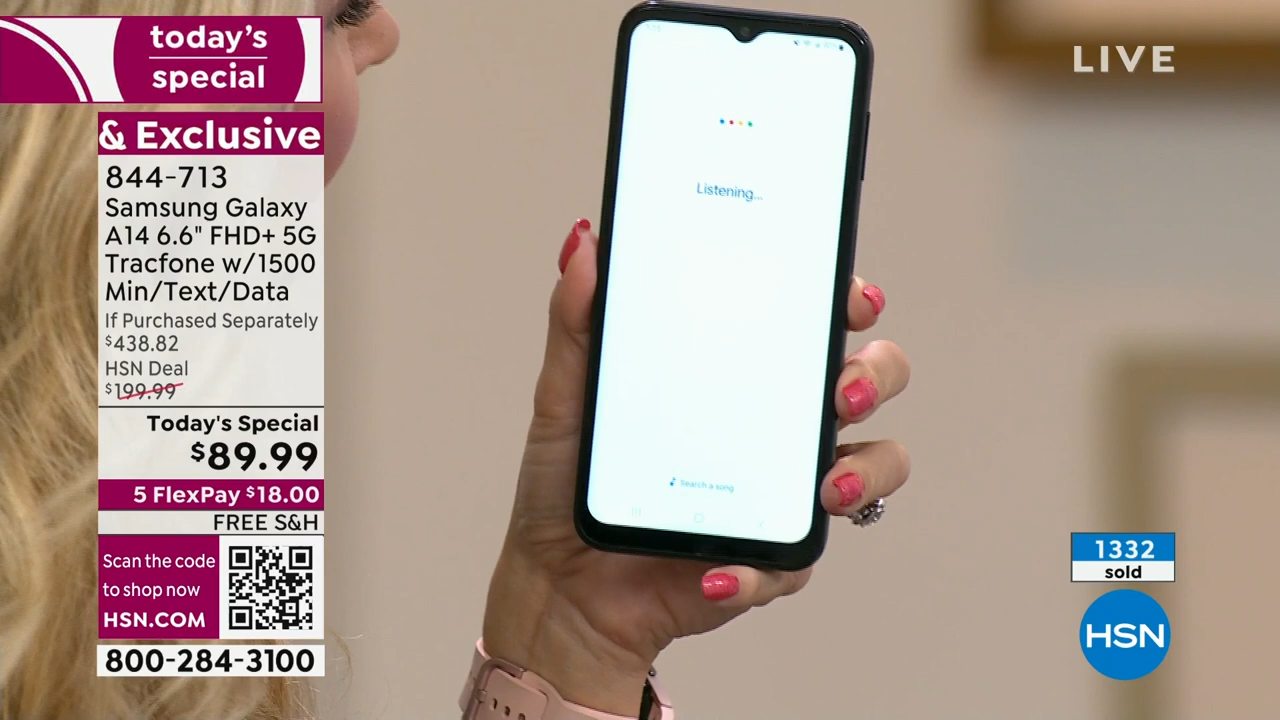 today's
special
& Exclusive
844-713
Samsung Galaxy
A14 6.6" FHD+ 5G
Tracfone w/1500
Min/Text/Data
If Purchased Separately
$438.82
HSN Deal
$199.99
Today's Special
$89.99
5 FlexPay $18.00
FREE S&H
Scan the code
to shop now
HSN.COM
800-284-3100
Listening...
Search a song
LIVE
1332
sold
HSN